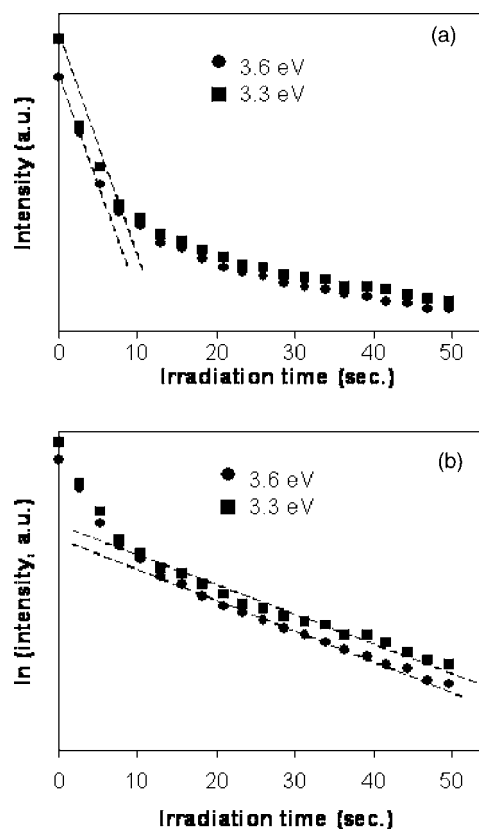 (a)
3.6 eV
3.3 eV
Intensity (a.u.)
0 10 20 30 40 50
Irradiation time (sec.)
(b)
3.6 eV
3.3 eV
ln (intensity, a.u.)
0 10 20 30 40 50
Irradiation time (sec.)